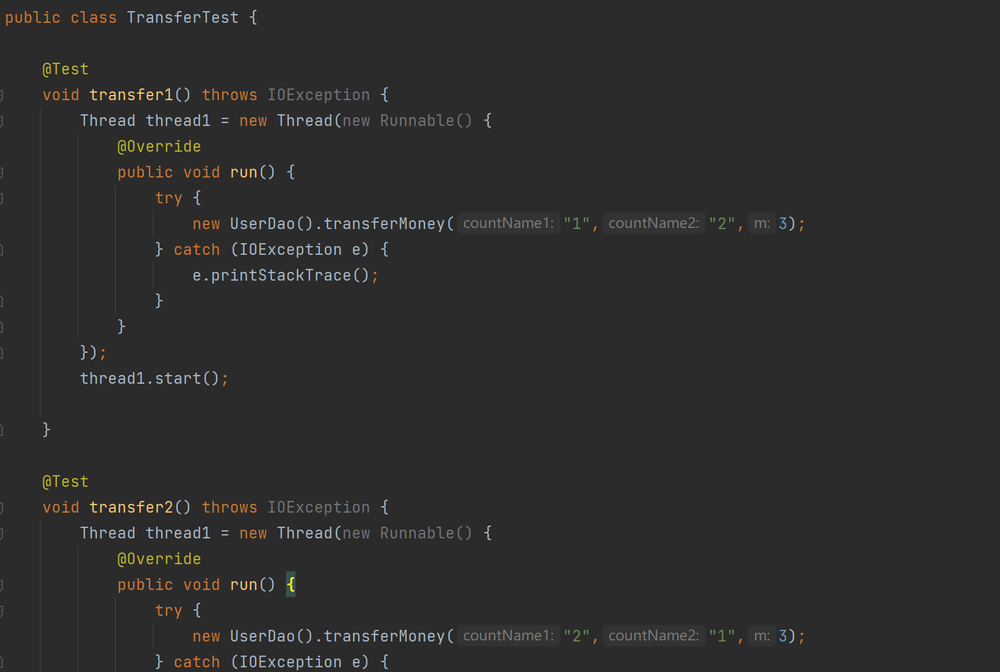 public class TransferTest {
@Test
void transfer1() throws IOException {
Thread thread1 = new Thread(new Runnable() {
@Override
public void run() {
try {
new UserDao().transferMoney( countName1: "1", countName2: "2", m: 3);
} catch (IOException e) {
e.printStackTrace();
}
}
});
thread1.start();
}
@Test
void transfer2() throws IOException {
Thread thread1 = new Thread(new Runnable() {
@Override
public void run() {
try {
new UserDao().transferMoney( countName1: "2", countName2: "1", m: 3);
} catch (IOException e) {